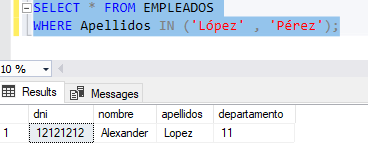 SELECT * FROM EMPLEADOS
WHERE Apellidos IN ('López' , 'Pérez');
10 %
Results Messages
dni nombre apellidos departamento
1 12121212 Alexander Lopez 11